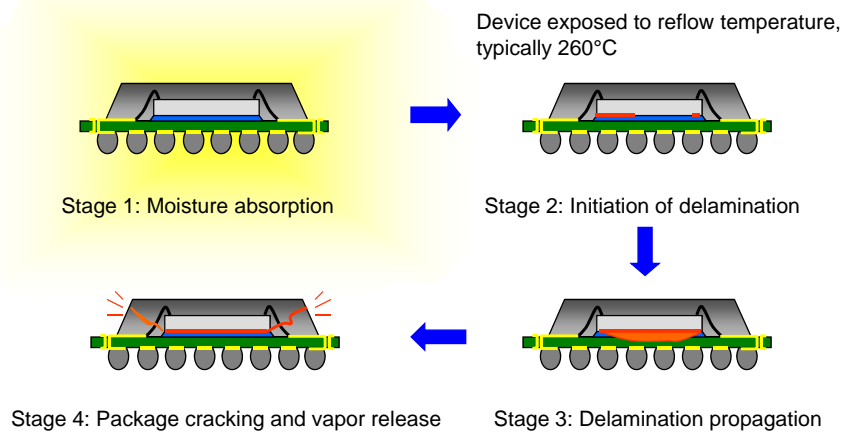 Device exposed to reflow temperature,
typically 260°C
Stage 1: Moisture absorption
Stage 2: Initiation of delamination
Stage 3: Delamination propagation
Stage 4: Package cracking and vapor release